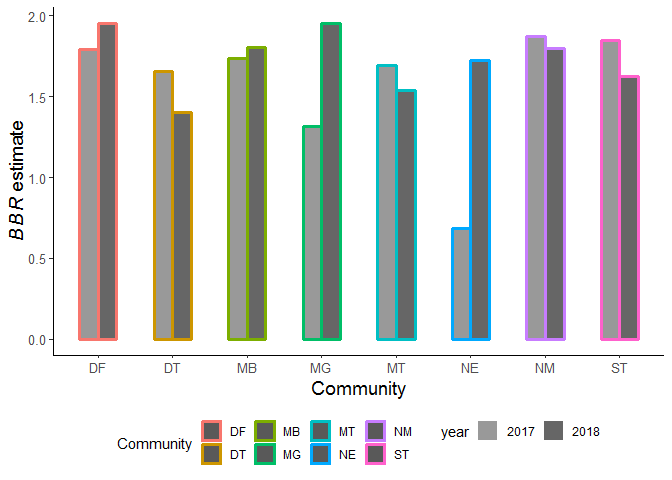 2.0
1.5
1.0
0.5
0.0
BBR estimate
DF DT MB MG MT NE NM ST
Community
Community
DF MB MT NM
DT MG NE ST
year 2017 2018